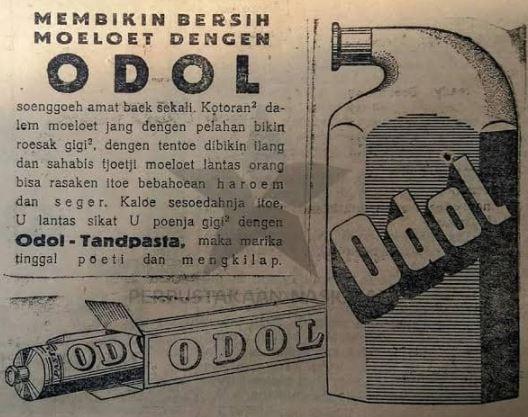 MEMBIKIN BERSIH
MOELOET DENGEN
ODOL
soenggoeh amat baek sekali. Kotoran² da-
lem moeloet jang dengen pelahan bikin
roesak gigi², dengen tentoe dibikin ilang
dan sahabis tjoetji moeloet lantas orang
bisa rasaken itoe bebahoean haroem
dan seger. Kaloe sesoedahnja itoe,
U lantas sikat U poenja gigi² dengen
Odol - Tandpasta, maka marika
tinggal poeti dan mengkilap.
Odol
PERPUSTAKAAN NASIONAL
ODOL
ODOL